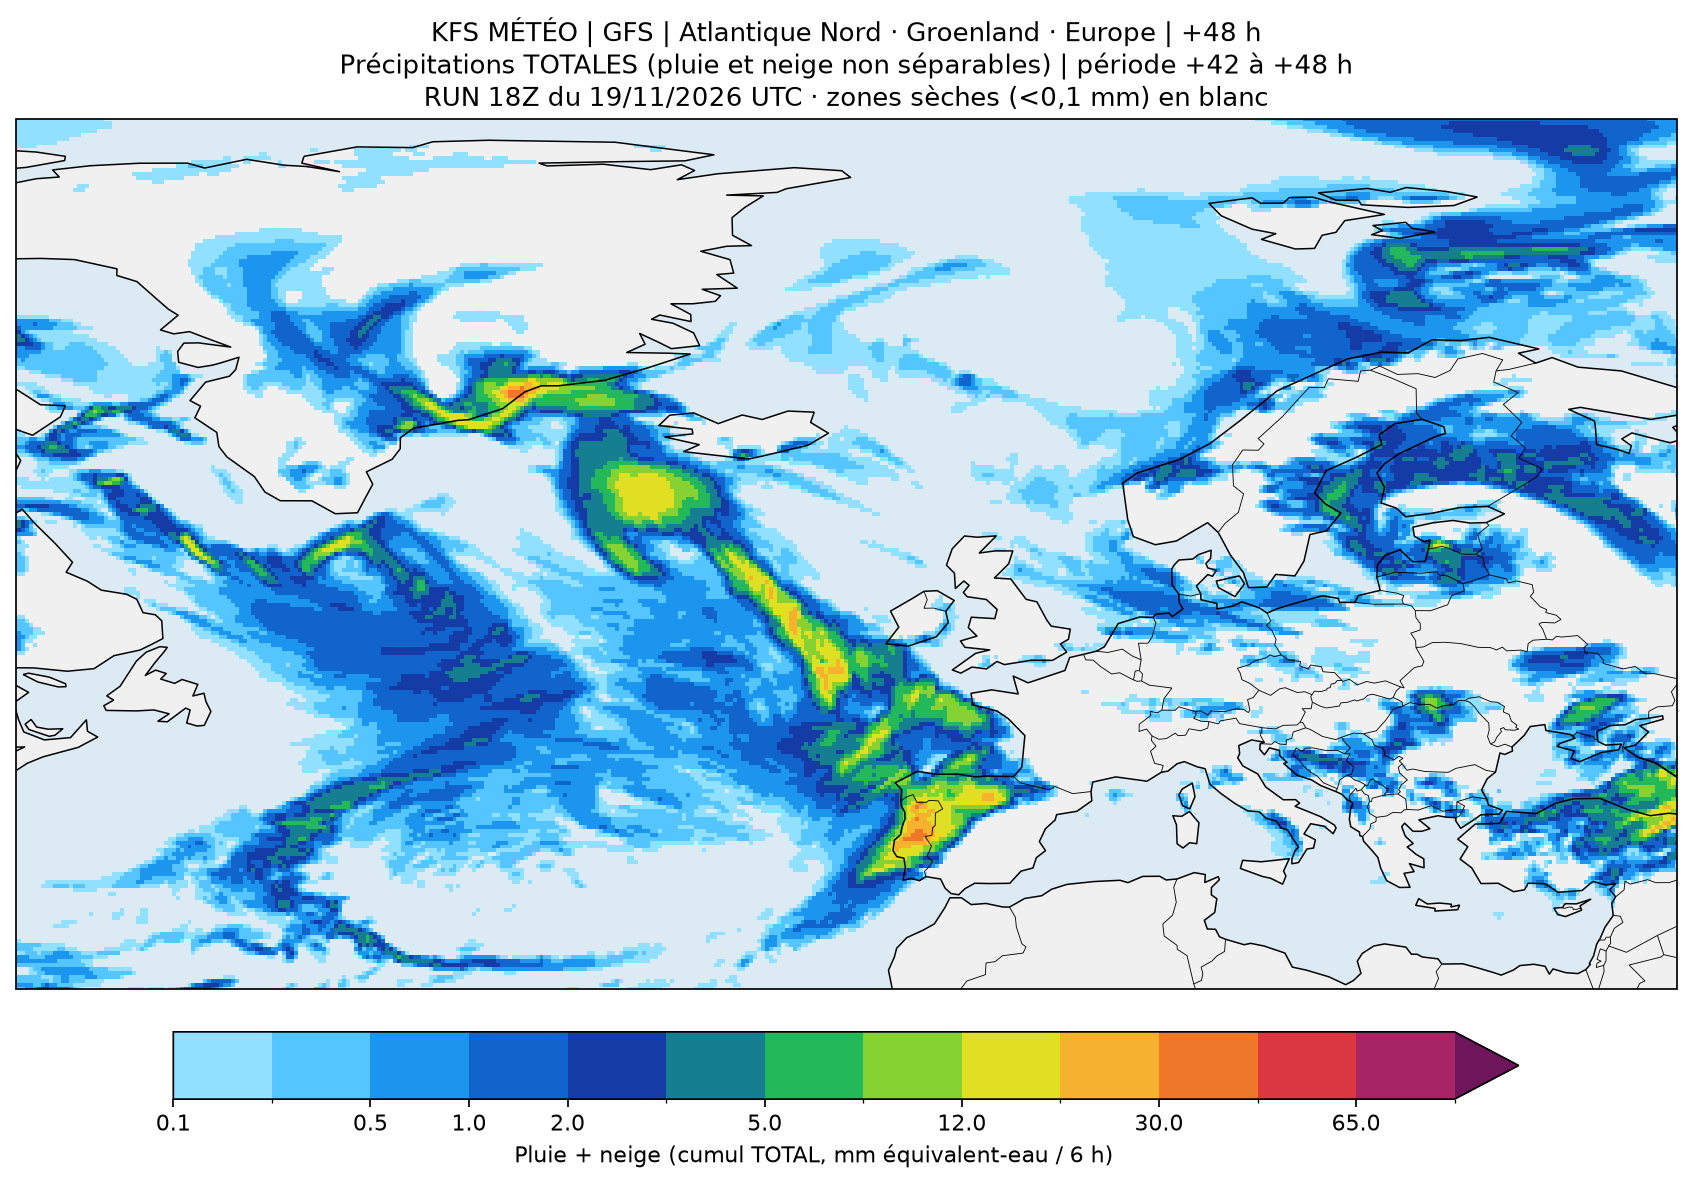 KFS MÉTÉO | GFS | Atlantique Nord · Groenland · Europe | +48 h
Précipitations TOTALES (pluie et neige non séparables) | période +42 à +48 h
RUN 18Z du 19/11/2026 UTC · zones sèches (<0,1 mm) en blanc
0.1 0.5 1.0 2.0 5.0 12.0 30.0 65.0
Pluie + neige (cumul TOTAL, mm équivalent-eau / 6 h)